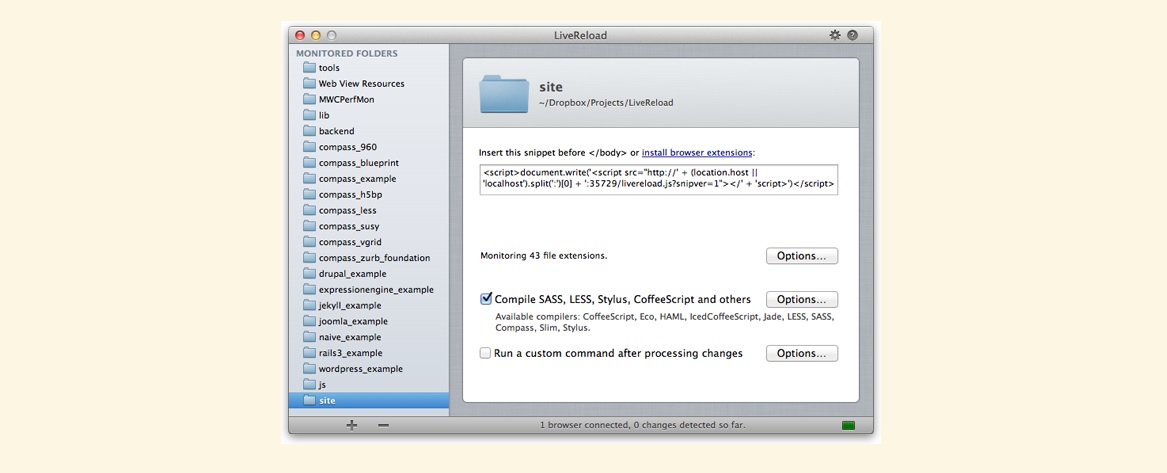 LiveReload
MONITORED FOLDERS
tools
Web View Resources
MWCPerfMon
lib
backend
compass_960
compass_blueprint
compass_example
compass_h5bp
compass_less
compass_susy
compass_vgrid
compass_zurb_foundation
drupal_example
expressionengine_example
jekyll_example
joomla_example
naive_example
rails3_example
wordpress_example
js
site
site
~/Dropbox/Projects/LiveReload
Insert this snippet before </body> or install browser extensions:
<script>document.write('<script src="http://' + (location.host ||
'localhost').split(':')[0] + ':35729/livereload.js?snipver=1"></' + 'script>')</script>
Monitoring 43 file extensions.
Options...
Compile SASS, LESS, Stylus, CoffeeScript and others
Options...
Available compilers: CoffeeScript, Eco, HAML, IcedCoffeeScript, Jade, LESS, SASS,
Compass, Slim, Stylus.
Run a custom command after processing changes
Options...
1 browser connected, 0 changes detected so far.